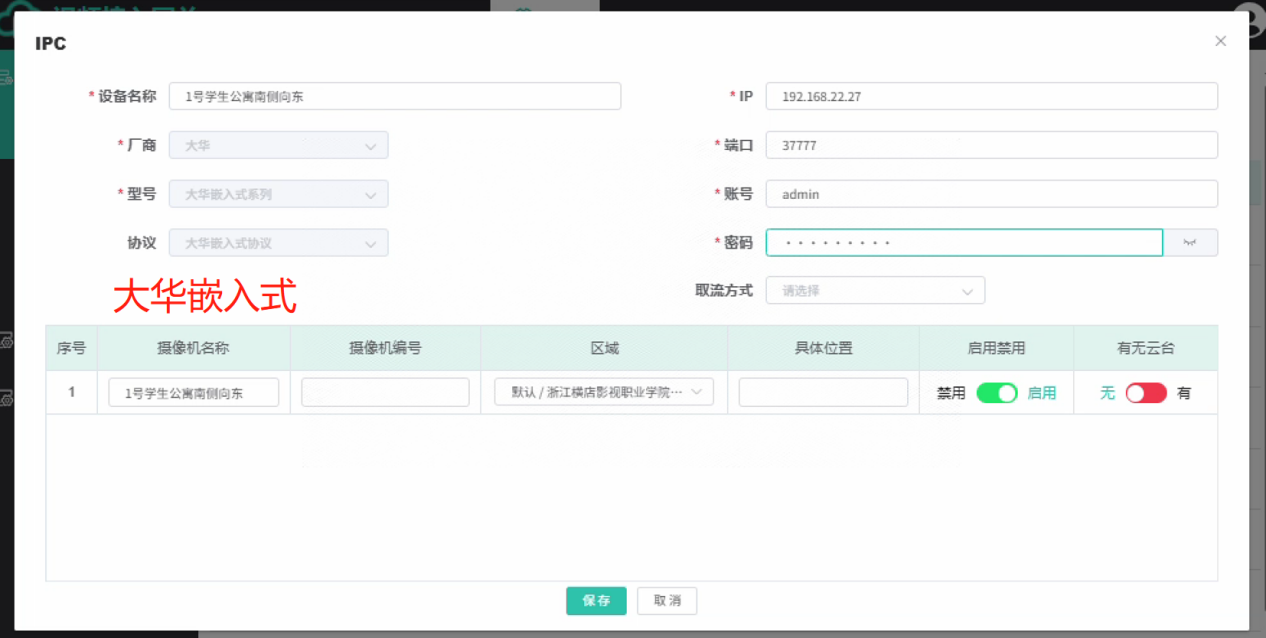 IPC
* 设备名称 1号学生公寓南侧向东 * IP 192.168.22.27
* 厂商 大华 * 端口 37777
* 型号 大华嵌入式系列 * 账号 admin
协议 大华嵌入式协议 * 密码 ·········
大华嵌入式 取流方式 请选择
序号 摄像机名称 摄像机编号 区域 具体位置 启用禁用 有无云台
1 1号学生公寓南侧向东 默认 / 浙江横店影视职业学院··· 禁用 启用 无 有
保存 取消